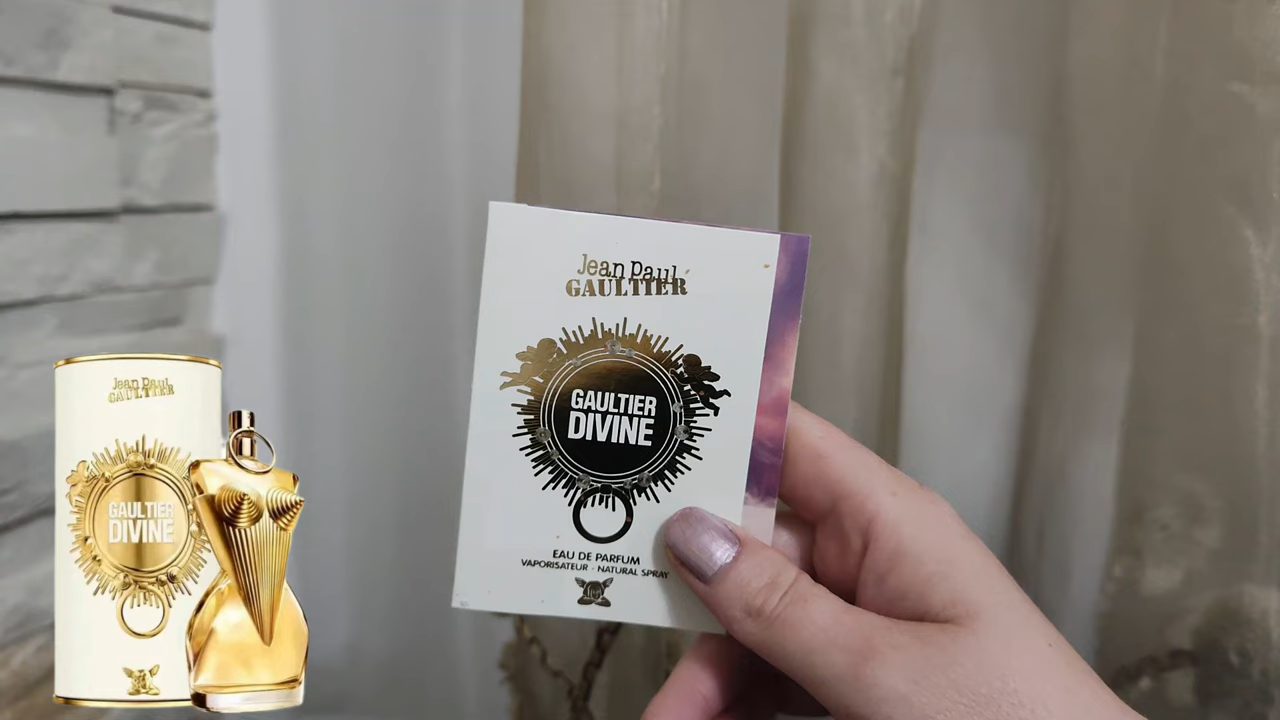 Jean Paul
GAULTIER
GAULTIER
DIVINE
EAU DE PARFUM
VAPORISATEUR - NATURAL SPRAY
Jean Paul
GAULTIER
GAULTIER
DIVINE